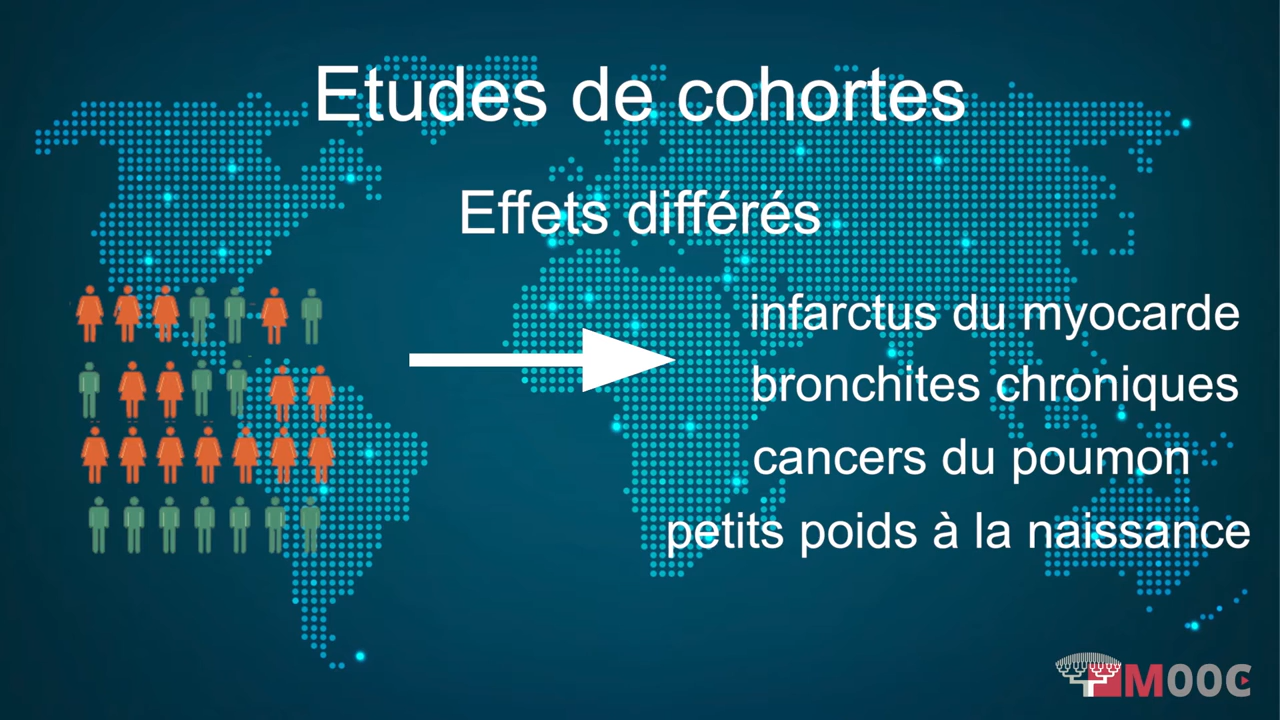 Etudes de cohortes
Effets différés
infarctus du myocarde
bronchites chroniques
cancers du poumon
petits poids à la naissance
MOOC